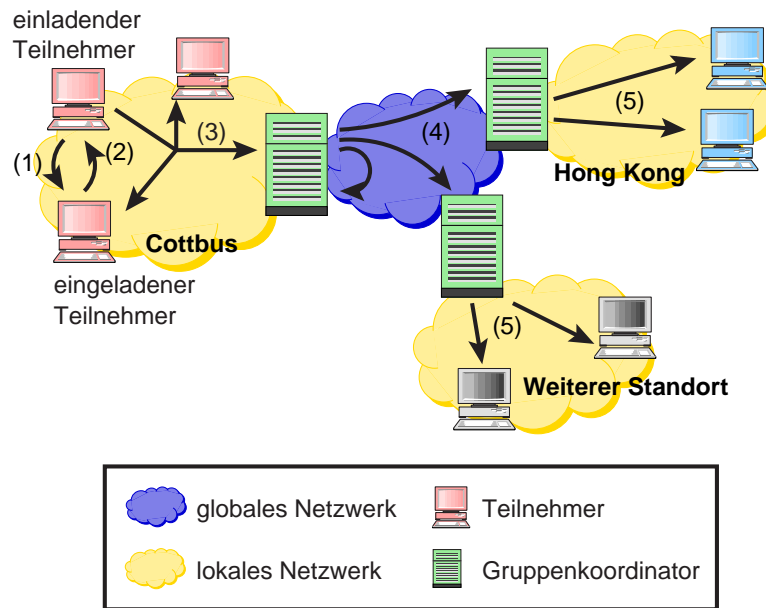 einladender
Teilnehmer
(1)
(2)
(3)
(4)
(5)
Hong Kong
Cottbus
eingeladener
Teilnehmer
(5)
Weiterer Standort
globales Netzwerk
Teilnehmer
lokales Netzwerk
Gruppenkoordinator